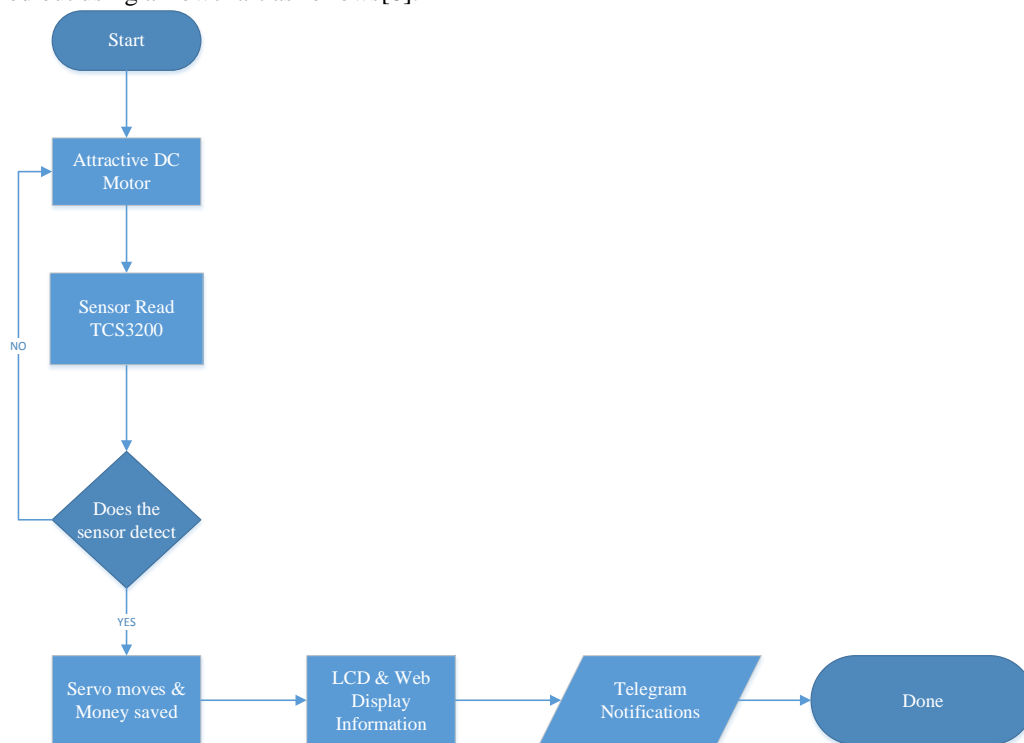 Start
Attractive DC
Motor
Sensor Read
TCS3200
NO
Does the
sensor detect
YES
Servo moves &
Money saved
LCD & Web
Display
Information
Telegram
Notifications
Done